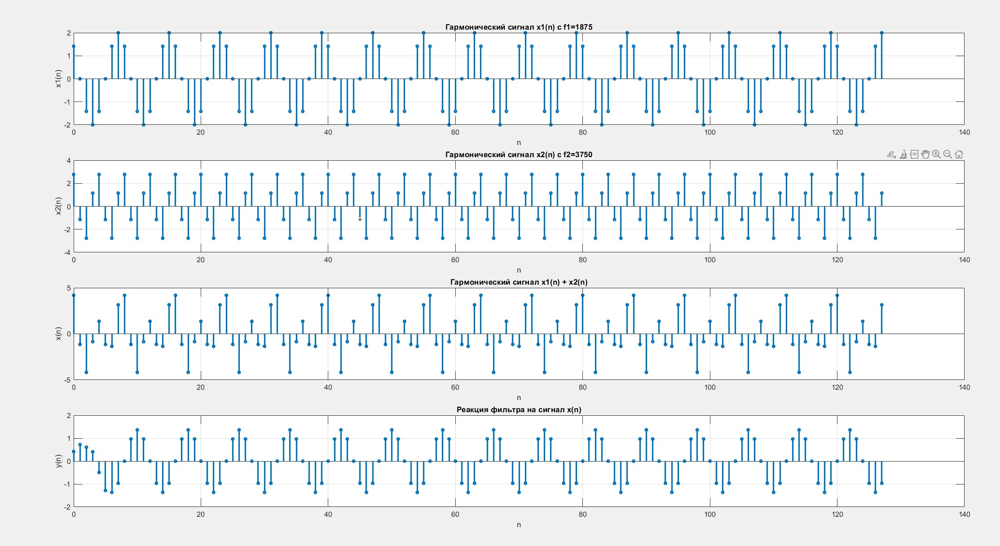 Гармонический сигнал x1(n) с f1=1875
2
1
0
-1
-2
x1(n)
0 20 40 60 80 100 120 140
n
Гармонический сигнал x2(n) с f2=3750
4
2
0
-2
-4
x2(n)
0 20 40 60 80 100 120 140
n
Гармонический сигнал x1(n) + x2(n)
5
0
-5
x(n)
0 20 40 60 80 100 120 140
n
Реакция фильтра на сигнал x(n)
2
1
0
-1
-2
y(n)
0 20 40 60 80 100 120 140
n